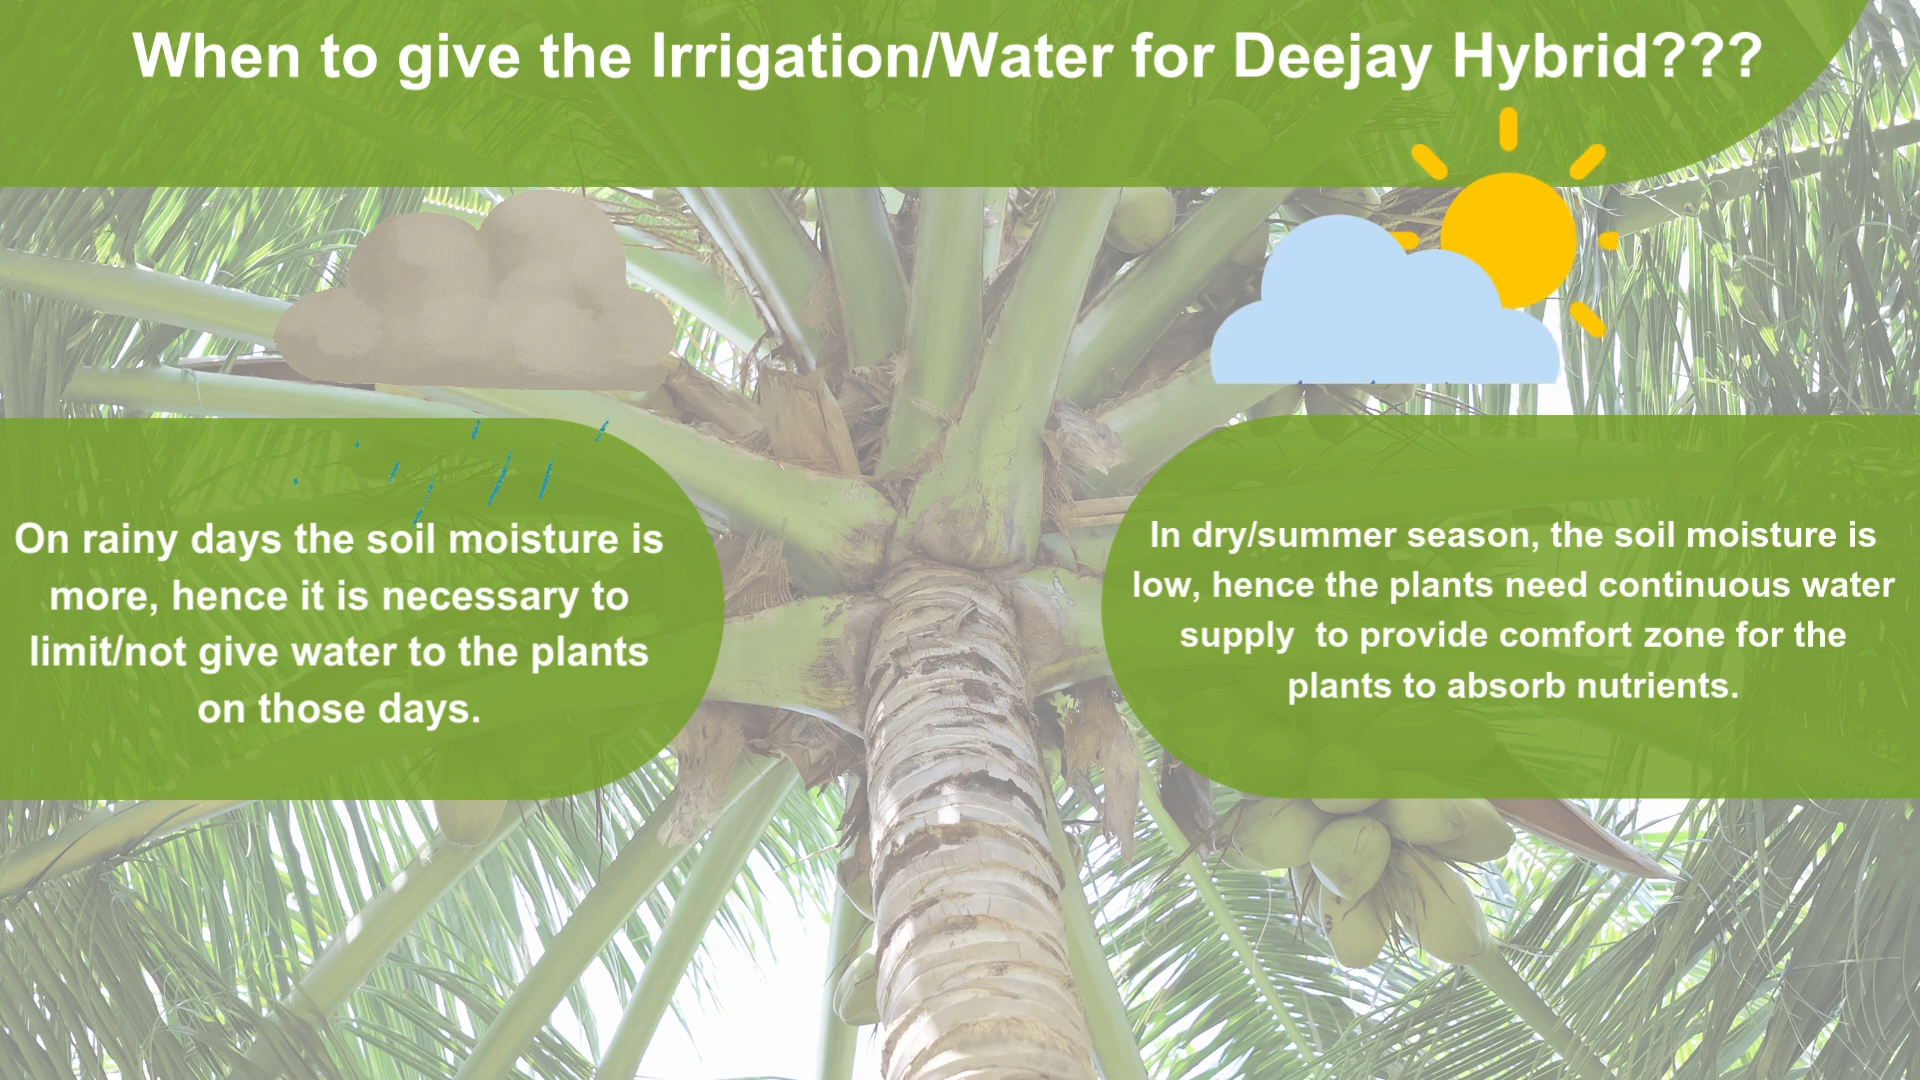 When to give the Irrigation/Water for Deejay Hybrid???
On rainy days the soil moisture is
more, hence it is necessary to
limit/not give water to the plants
on those days.
In dry/summer season, the soil moisture is
low, hence the plants need continuous water
supply  to provide comfort zone for the
plants to absorb nutrients.